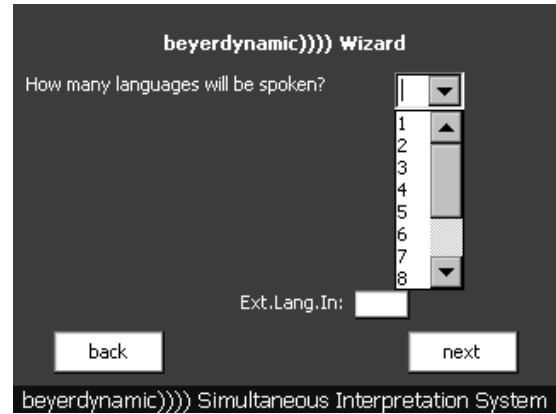 beyerdynamic)))) Wizard
How many languages will be spoken?
1
2
3
4
5
6
7
8
Ext.Lang.In:
back
next
beyerdynamic)))) Simultaneous Interpretation System